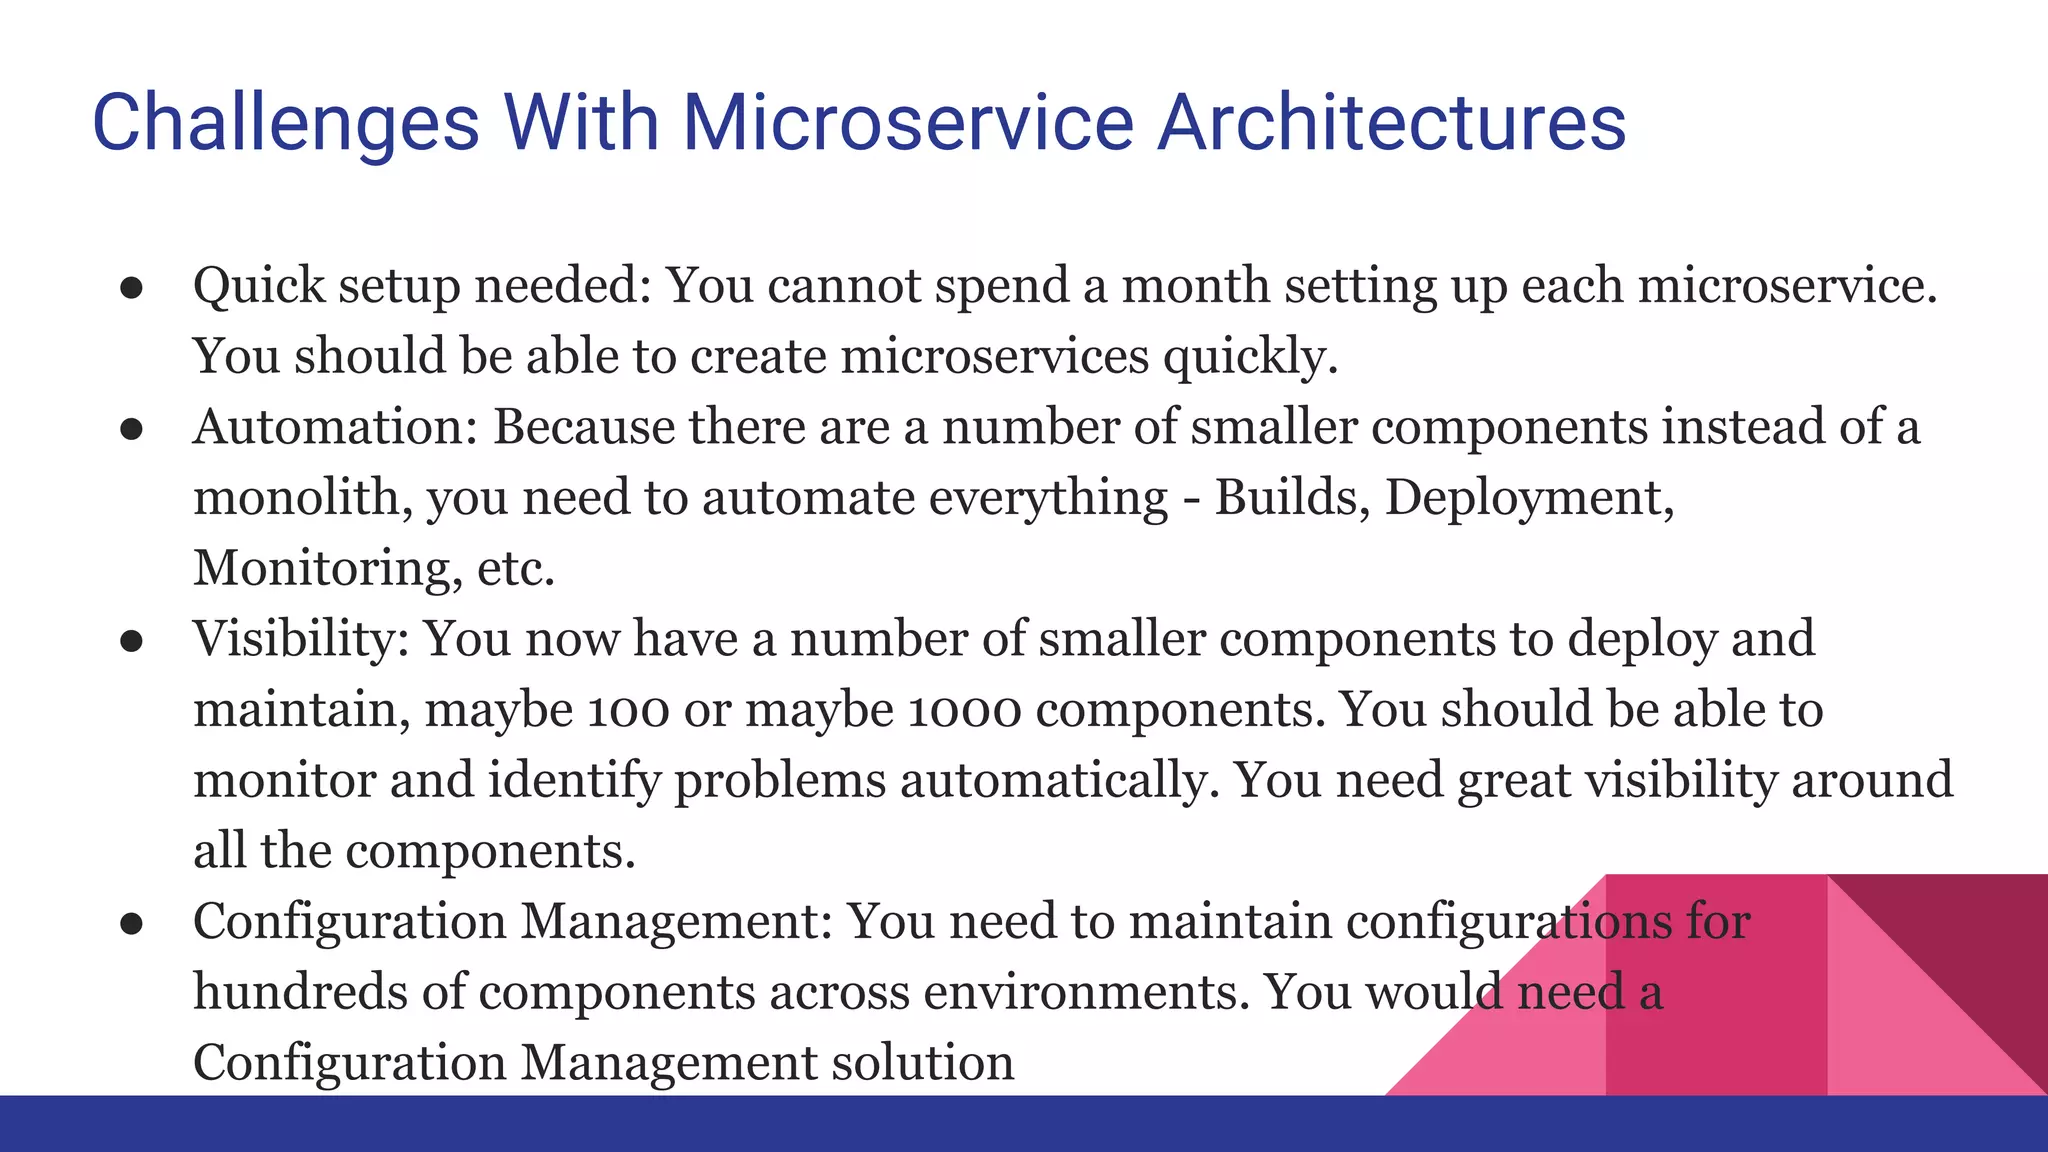 Challenges With Microservice Architectures
● Quick setup needed: You cannot spend a month setting up each microservice.
You should be able to create microservices quickly.
● Automation: Because there are a number of smaller components instead of a
monolith, you need to automate everything - Builds, Deployment,
Monitoring, etc.
● Visibility: You now have a number of smaller components to deploy and
maintain, maybe 100 or maybe 1000 components. You should be able to
monitor and identify problems automatically. You need great visibility around
all the components.
● Configuration Management: You need to maintain configurations for
hundreds of components across environments. You would need a
Configuration Management solution